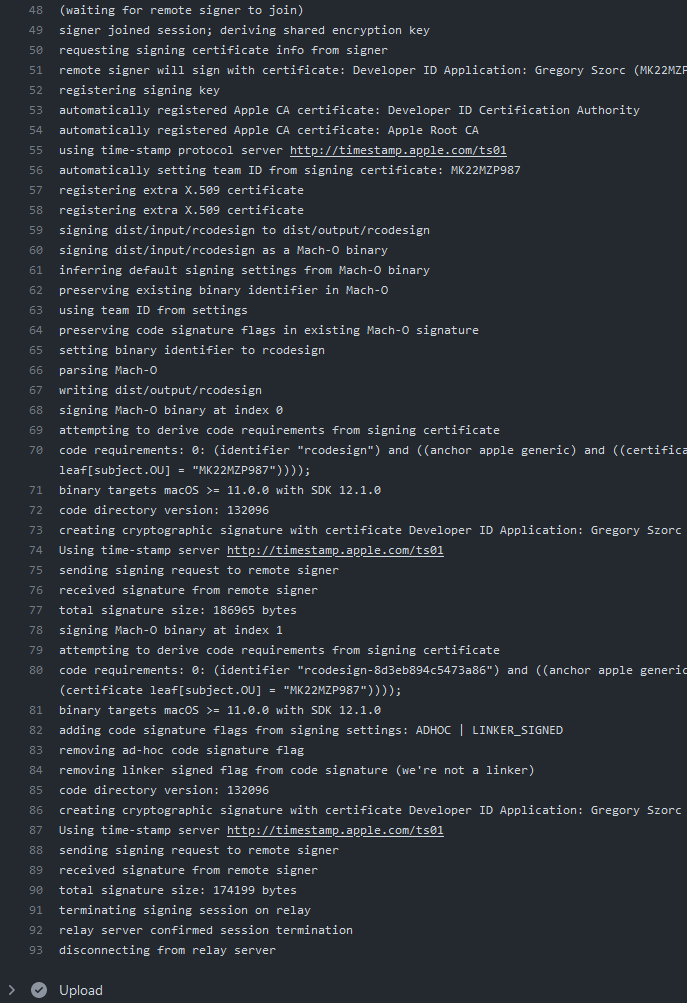 48 (waiting for remote signer to join)
49 signer joined session; deriving shared encryption key
50 requesting signing certificate info from signer
51 remote signer will sign with certificate: Developer ID Application: Gregory Szorc (MK22MZP
52 registering signing key
53 automatically registered Apple CA certificate: Developer ID Certification Authority
54 automatically registered Apple CA certificate: Apple Root CA
55 using time-stamp protocol server http://timestamp.apple.com/ts01
56 automatically setting team ID from signing certificate: MK22MZP987
57 registering extra X.509 certificate
58 registering extra X.509 certificate
59 signing dist/input/rcodesign to dist/output/rcodesign
60 signing dist/input/rcodesign as a Mach-O binary
61 inferring default signing settings from Mach-O binary
62 preserving existing binary identifier in Mach-O
63 using team ID from settings
64 preserving code signature flags in existing Mach-O signature
65 setting binary identifier to rcodesign
66 parsing Mach-O
67 writing dist/output/rcodesign
68 signing Mach-O binary at index 0
69 attempting to derive code requirements from signing certificate
70 code requirements: 0: (identifier "rcodesign") and ((anchor apple generic) and ((certifica
leaf[subject.OU] = "MK22MZP987"))));
71 binary targets macOS >= 11.0.0 with SDK 12.1.0
72 code directory version: 132096
73 creating cryptographic signature with certificate Developer ID Application: Gregory Szorc
74 Using time-stamp server http://timestamp.apple.com/ts01
75 sending signing request to remote signer
76 received signature from remote signer
77 total signature size: 186965 bytes
78 signing Mach-O binary at index 1
79 attempting to derive code requirements from signing certificate
80 code requirements: 0: (identifier "rcodesign-8d3eb894c5473a86") and ((anchor apple generic
(certificate leaf[subject.OU] = "MK22MZP987"))));
81 binary targets macOS >= 11.0.0 with SDK 12.1.0
82 adding code signature flags from signing settings: ADHOC | LINKER_SIGNED
83 removing ad-hoc code signature flag
84 removing linker signed flag from code signature (we're not a linker)
85 code directory version: 132096
86 creating cryptographic signature with certificate Developer ID Application: Gregory Szorc
87 Using time-stamp server http://timestamp.apple.com/ts01
88 sending signing request to remote signer
89 received signature from remote signer
90 total signature size: 174199 bytes
91 terminating signing session on relay
92 relay server confirmed session termination
93 disconnecting from relay server
Upload